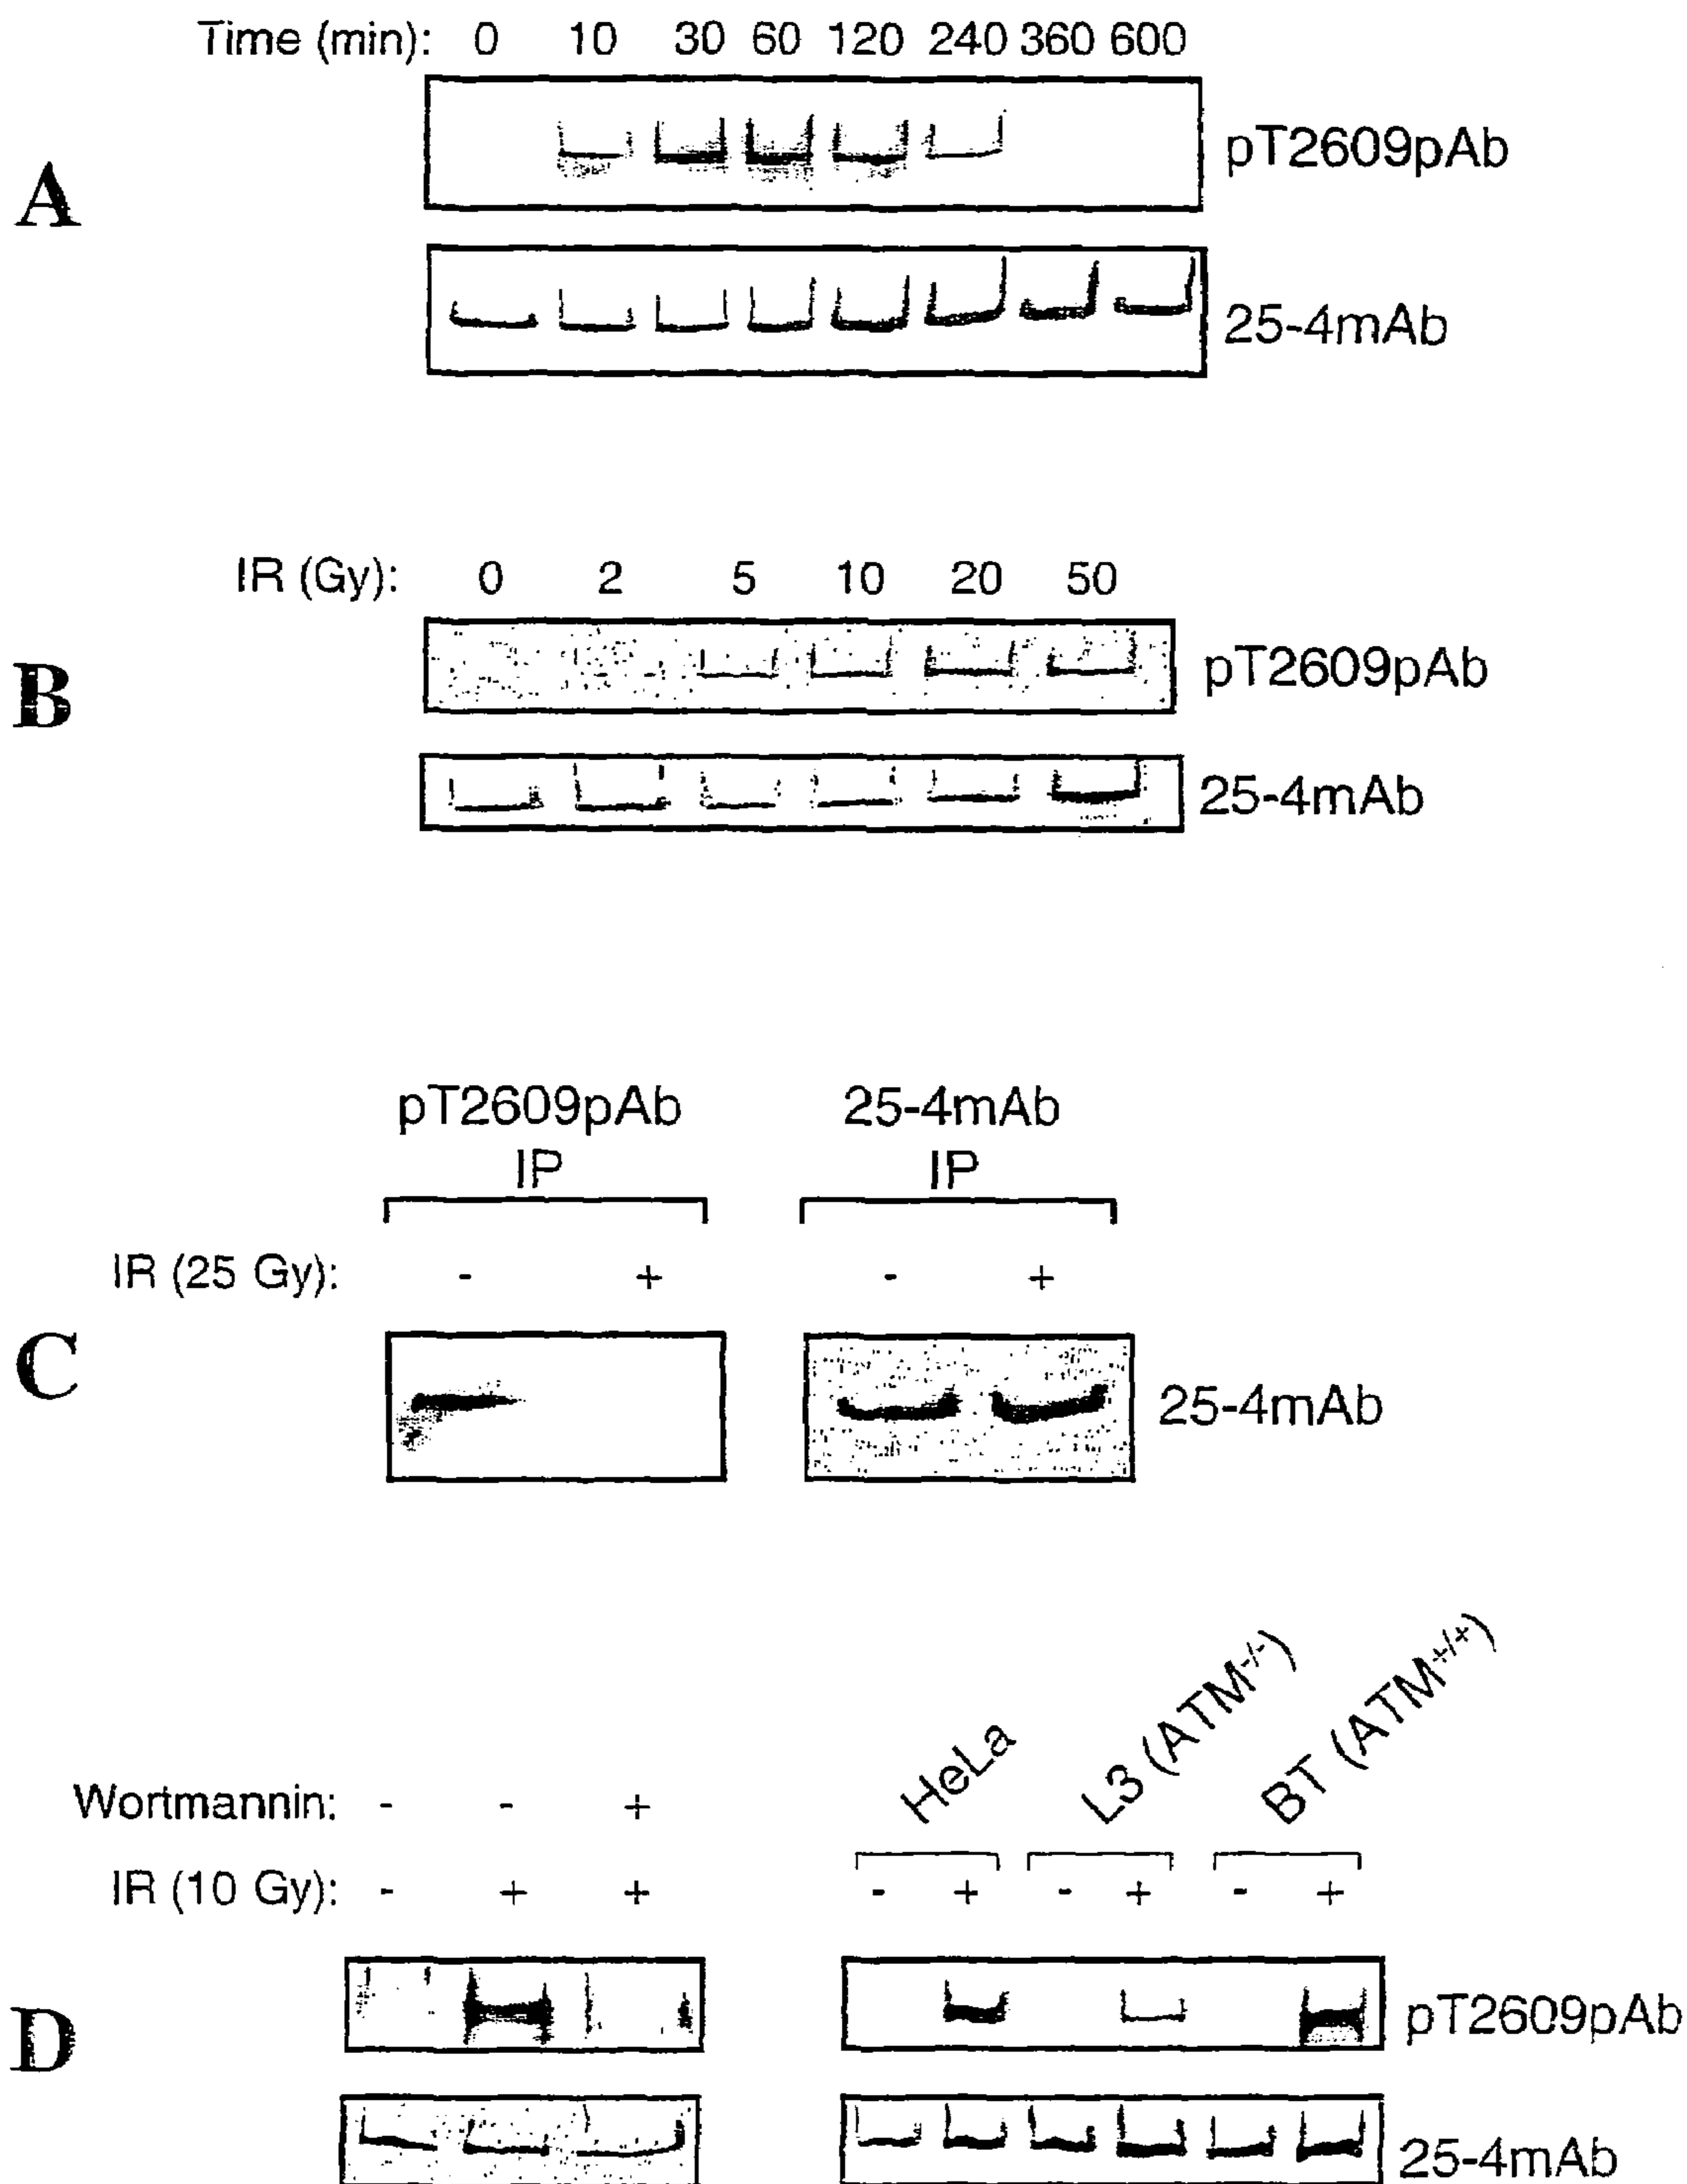 Time (min): 0 10 30 60 120 240 360 600
A
pT2609pAb
25-4mAb
IR (Gy): 0 2 5 10 20 50
B
pT2609pAb
25-4mAb
pT2609pAb 25-4mAb
IP IP
IR (25 Gy): - + - +
C
25-4mAb
HeLa L3 (ATM-/-) BT (ATM+/+)
Wortmannin: - - +
IR (10 Gy): - + + - + - + - +
D
pT2609pAb
25-4mAb